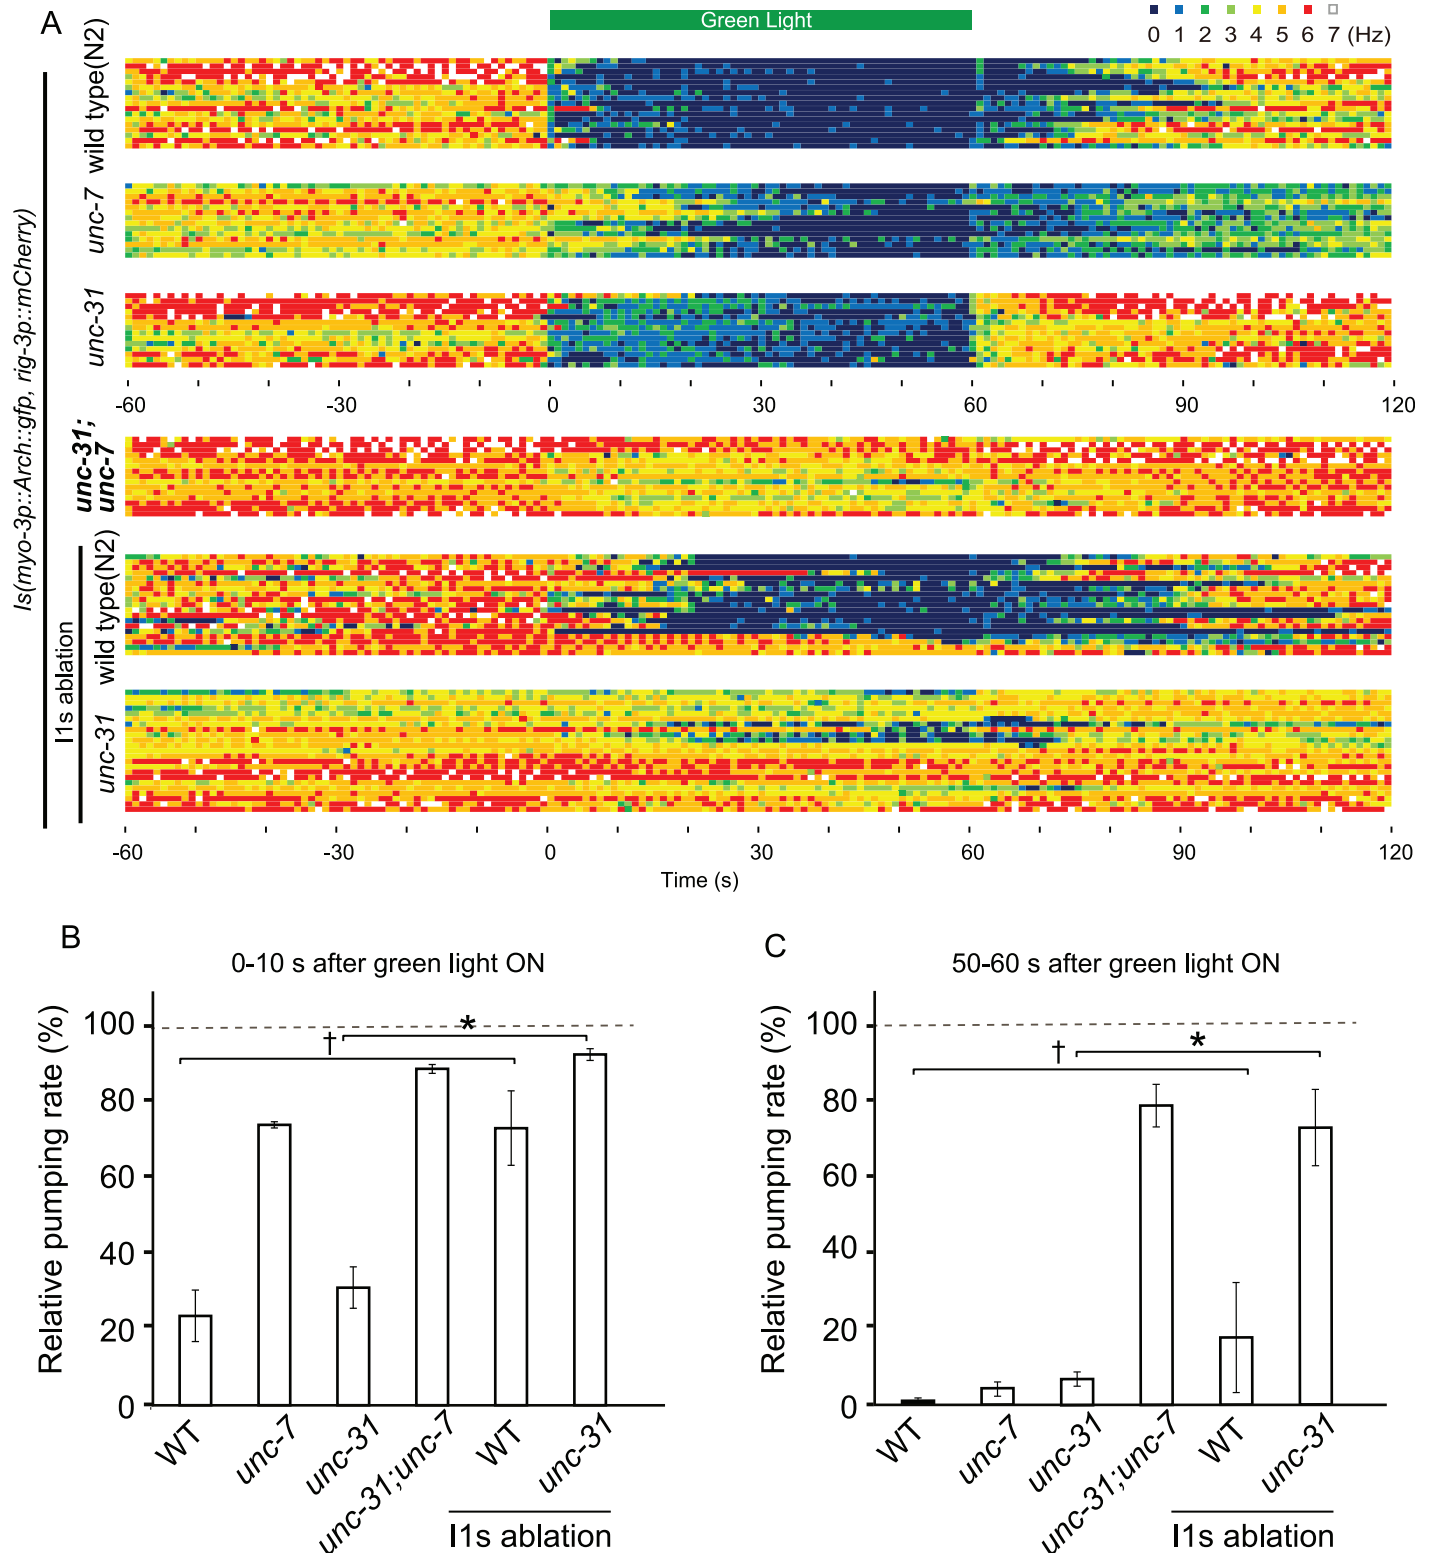 A
Green Light
0 1 2 3 4 5 6 7 (Hz)
Is(myo-3p::Arch::gfp, rig-3p::mCherry)
wild type(N2)
unc-7
unc-31
-60 -30 0 30 60 90 120
unc-31;
unc-7
I1s ablation
wild type(N2)
unc-31
-60 -30 0 30 60 90 120
Time (s)
B
0-10 s after green light ON
Relative pumping rate (%)
100
80
60
40
20
0
†
*
WT
unc-7
unc-31
unc-31;unc-7
WT
unc-31
I1s ablation
C
50-60 s after green light ON
Relative pumping rate (%)
100
80
60
40
20
0
†
*
WT
unc-7
unc-31
unc-31;unc-7
WT
unc-31
I1s ablation